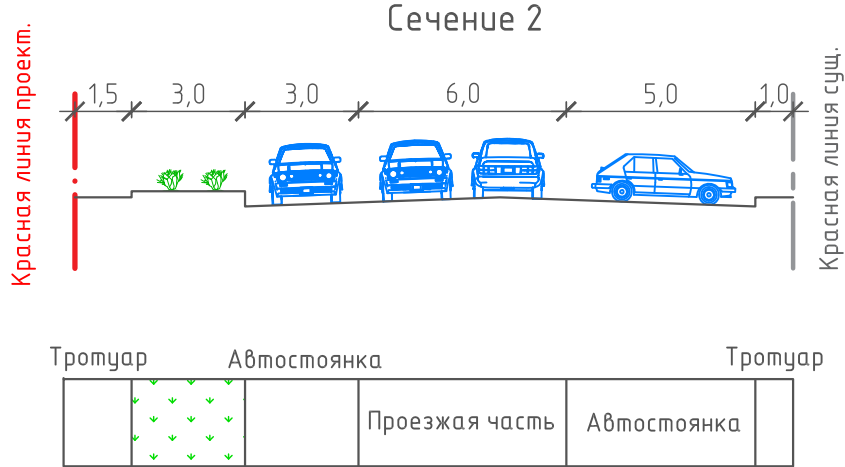 Сечение 2
Красная линия проект.
1,5 3,0 3,0 6,0 5,0 1,0
Красная линия сущ.
Тротуар Автостоянка Тротуар
Проезжая часть Автостоянка